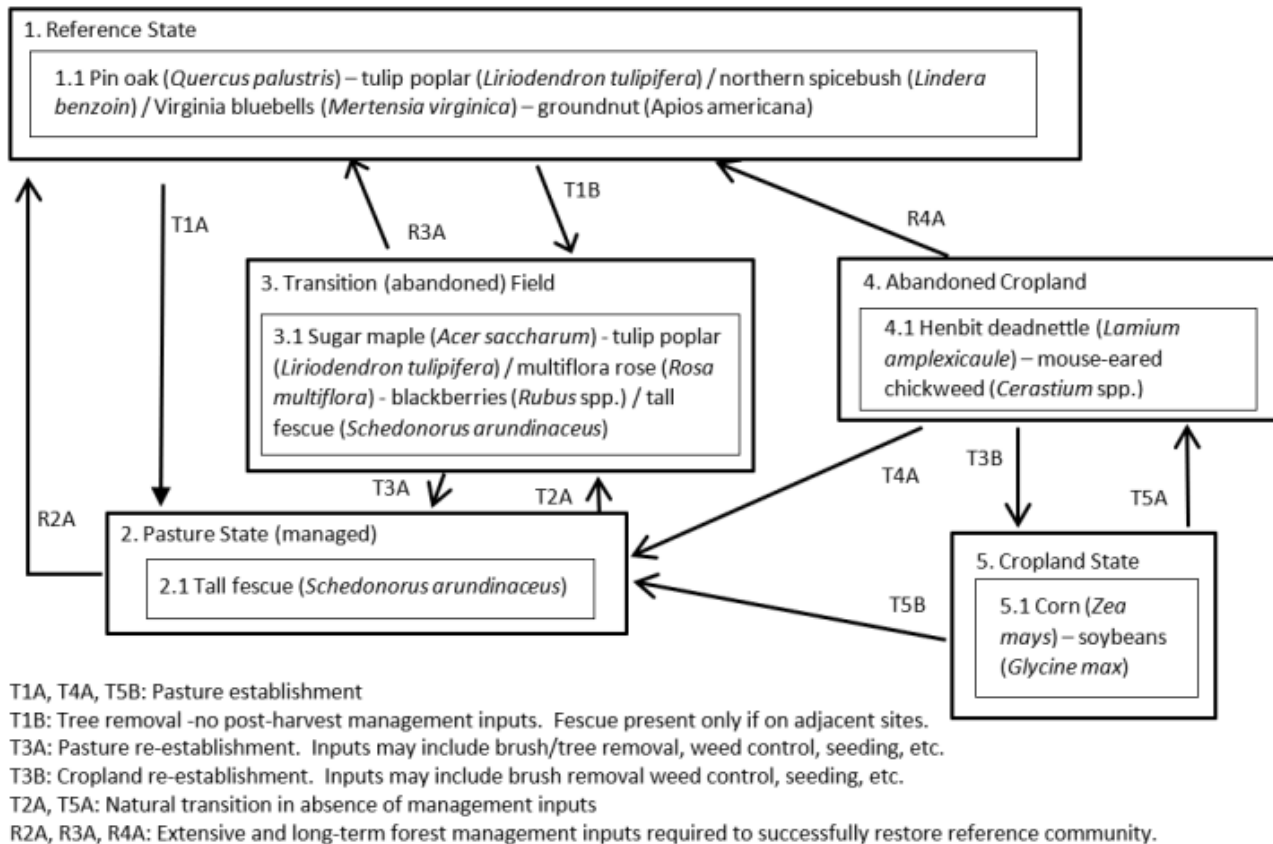 1. Reference State
1.1 Pin oak (Quercus palustris) – tulip poplar (Liriodendron tulipifera) / northern spicebush (Lindera
benzoin) / Virginia bluebells (Mertensia virginica) – groundnut (Apios americana)
T1A
R3A
T1B
R4A
3. Transition (abandoned) Field
3.1 Sugar maple (Acer saccharum) - tulip poplar
(Liriodendron tulipifera) / multiflora rose (Rosa
multiflora) - blackberries (Rubus spp.) / tall
fescue (Schedonorus arundinaceus)
4. Abandoned Cropland
4.1 Henbit deadnettle (Lamium
amplexicaule) – mouse-eared
chickweed (Cerastium spp.)
R2A
T3A
T2A
T4A
T3B
T5A
2. Pasture State (managed)
2.1 Tall fescue (Schedonorus arundinaceus)
T5B
5. Cropland State
5.1 Corn (Zea
mays) – soybeans
(Glycine max)
T1A, T4A, T5B: Pasture establishment
T1B: Tree removal -no post-harvest management inputs.  Fescue present only if on adjacent sites.
T3A: Pasture re-establishment.  Inputs may include brush/tree removal, weed control, seeding, etc.
T3B: Cropland re-establishment.  Inputs may include brush removal weed control, seeding, etc.
T2A, T5A: Natural transition in absence of management inputs
R2A, R3A, R4A: Extensive and long-term forest management inputs required to successfully restore reference community.